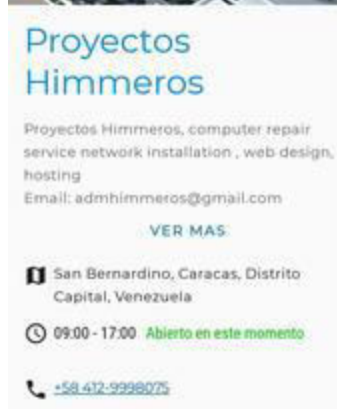 Proyectos
Himmeros
Proyectos Himmeros, computer repair
service network installation , web design,
hosting
Email: admhimmeros@gmail.com
VER MAS
San Bernardino, Caracas, Distrito
Capital, Venezuela
09:00 - 17:00 Abierto en este momento
+58 412-9998075